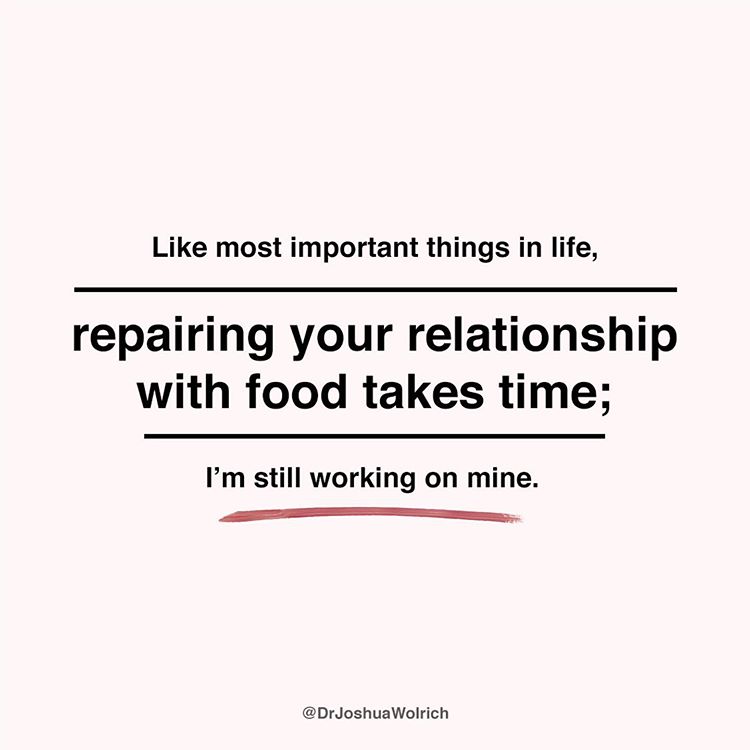 Like most important things in life,
repairing your relationship
with food takes time;
I’m still working on mine.
@DrJoshuaWolrich